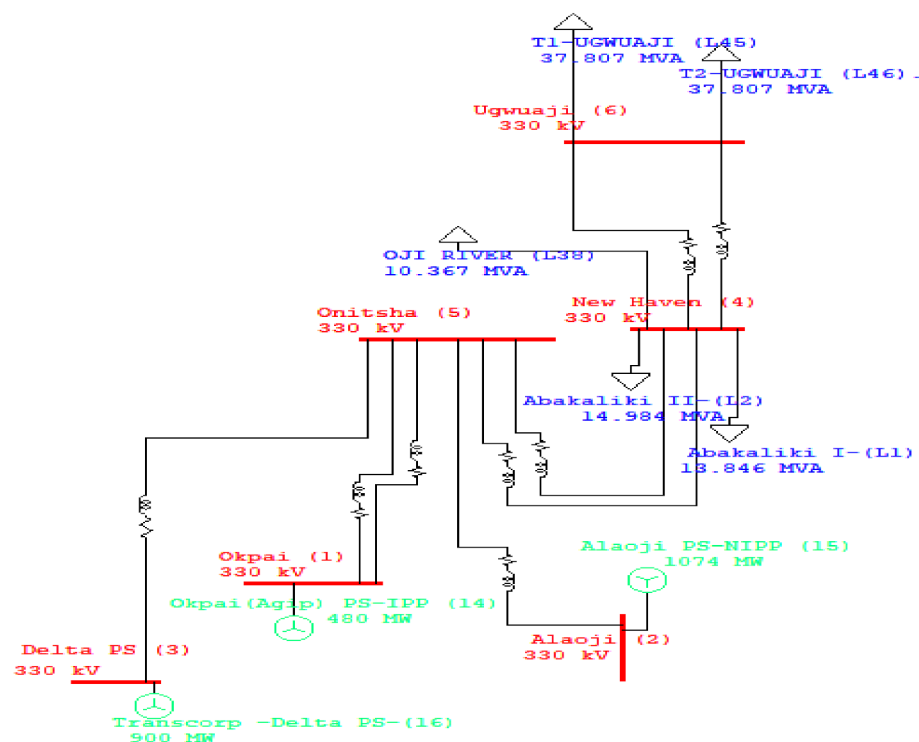 T1-UGWUAJI (L45)
37.807 MVA
T2-UGWUAJI (L46).
37.807 MVA
Ugwuaji (6)
330 kV
OJI RIVER (L38)
10.367 MVA
New Haven (4)
330 kV
Onitsha (5)
330 kV
Abakaliki II-(L2)
14.984 MVA
Abakaliki I-(L1)
13.846 MVA
Alaoji PS-NIPP (15)
1074 MW
Okpai (1)
330 kV
Okpai(Agip) PS-IPP (14)
480 MW
Alaoji (2)
330 kV
Delta PS (3)
330 kV
Transcorp -Delta PS-(16)
900 MW